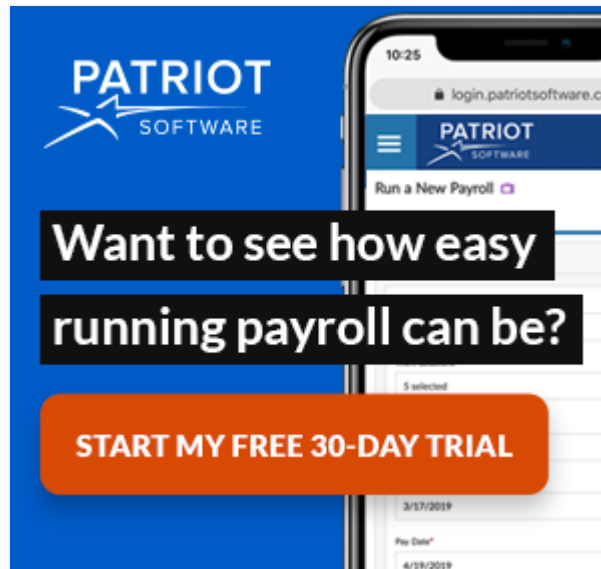 PATRIOT
SOFTWARE
10:25
login.patriotsoftware.c
PATRIOT
SOFTWARE
Run a New Payroll
Want to see how easy
running payroll can be?
5 selected
START MY FREE 30-DAY TRIAL
3/17/2019
Pay Date*
4/19/2019